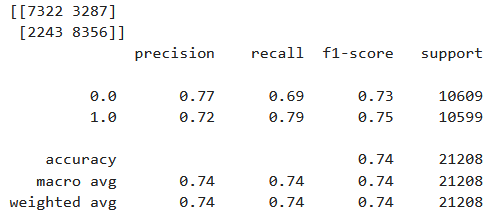 [[7322 3287]
[2243 8356]]
precision recall f1-score support
0.0 0.77 0.69 0.73 10609
1.0 0.72 0.79 0.75 10599
accuracy 0.74 21208
macro avg 0.74 0.74 0.74 21208
weighted avg 0.74 0.74 0.74 21208